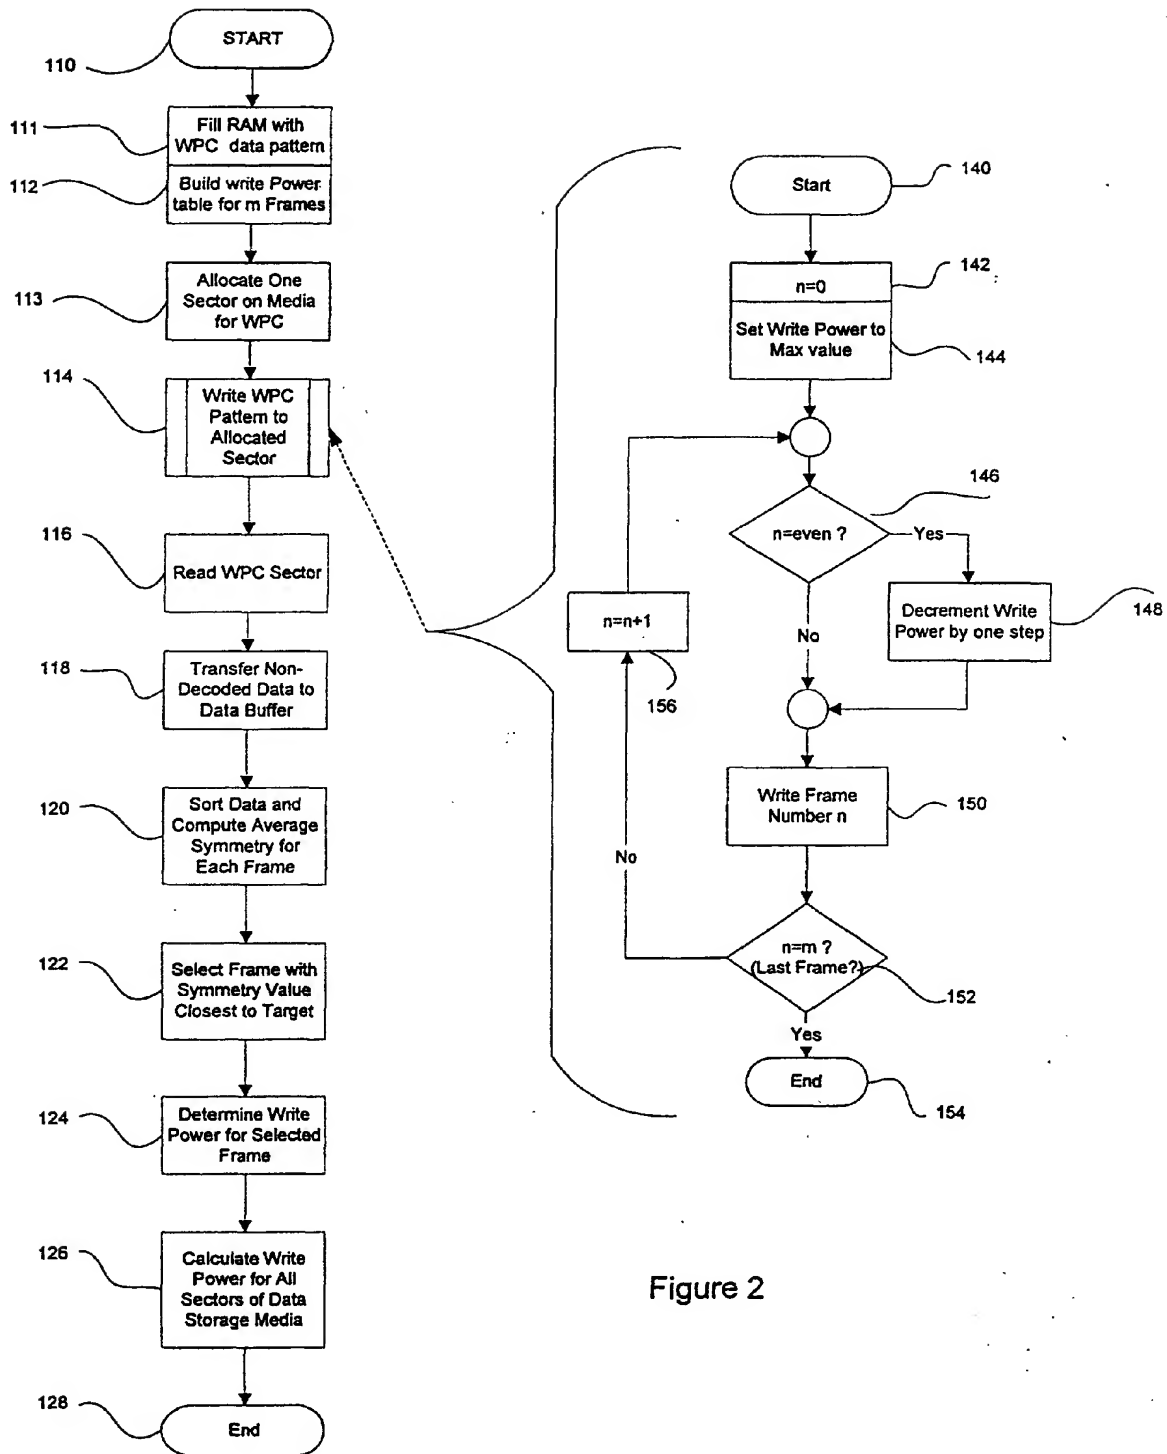 START
110
111
Fill RAM with
WPC data pattern
112
Build write Power
table for m Frames
113
Allocate One
Sector on Media
for WPC
114
Write WPC
Pattern to
Allocated
Sector
116
Read WPC Sector
118
Transfer Non-
Decoded Data to
Data Buffer
120
Sort Data and
Compute Average
Symmetry for
Each Frame
122
Select Frame with
Symmetry Value
Closest to Target
124
Determine Write
Power for Selected
Frame
126
Calculate Write
Power for All
Sectors of Data
Storage Media
128
End
Start
140
n=0
142
Set Write Power to
Max value
144
146
n=even ?
Yes
Decrement Write
Power by one step
148
No
n=n+1
156
Write Frame
Number n
150
No
n=m ?
(Last Frame?)
152
Yes
End
154
Figure 2